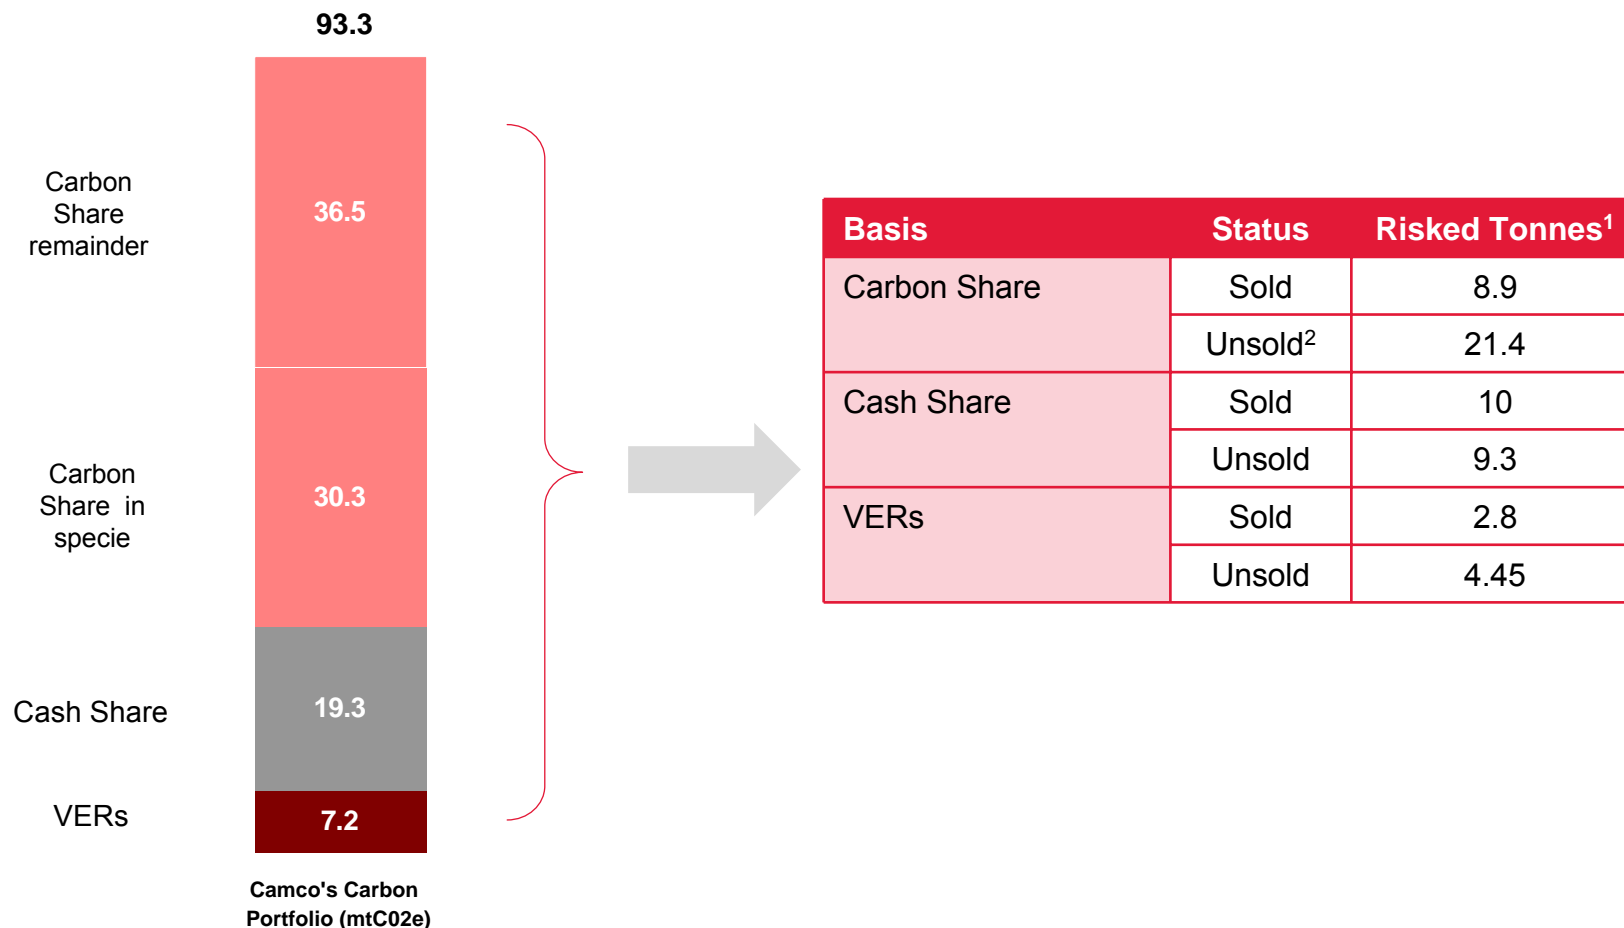 93.3
Carbon
Share
remainder
36.5
Carbon
Share in
specie
30.3
Cash Share
19.3
VERs
7.2
Camco's Carbon
Portfolio (mtC02e)
Basis Status Risked Tonnes¹
Carbon Share Sold 8.9
Unsold² 21.4
Cash Share Sold 10
Unsold 9.3
VERs Sold 2.8
Unsold 4.45